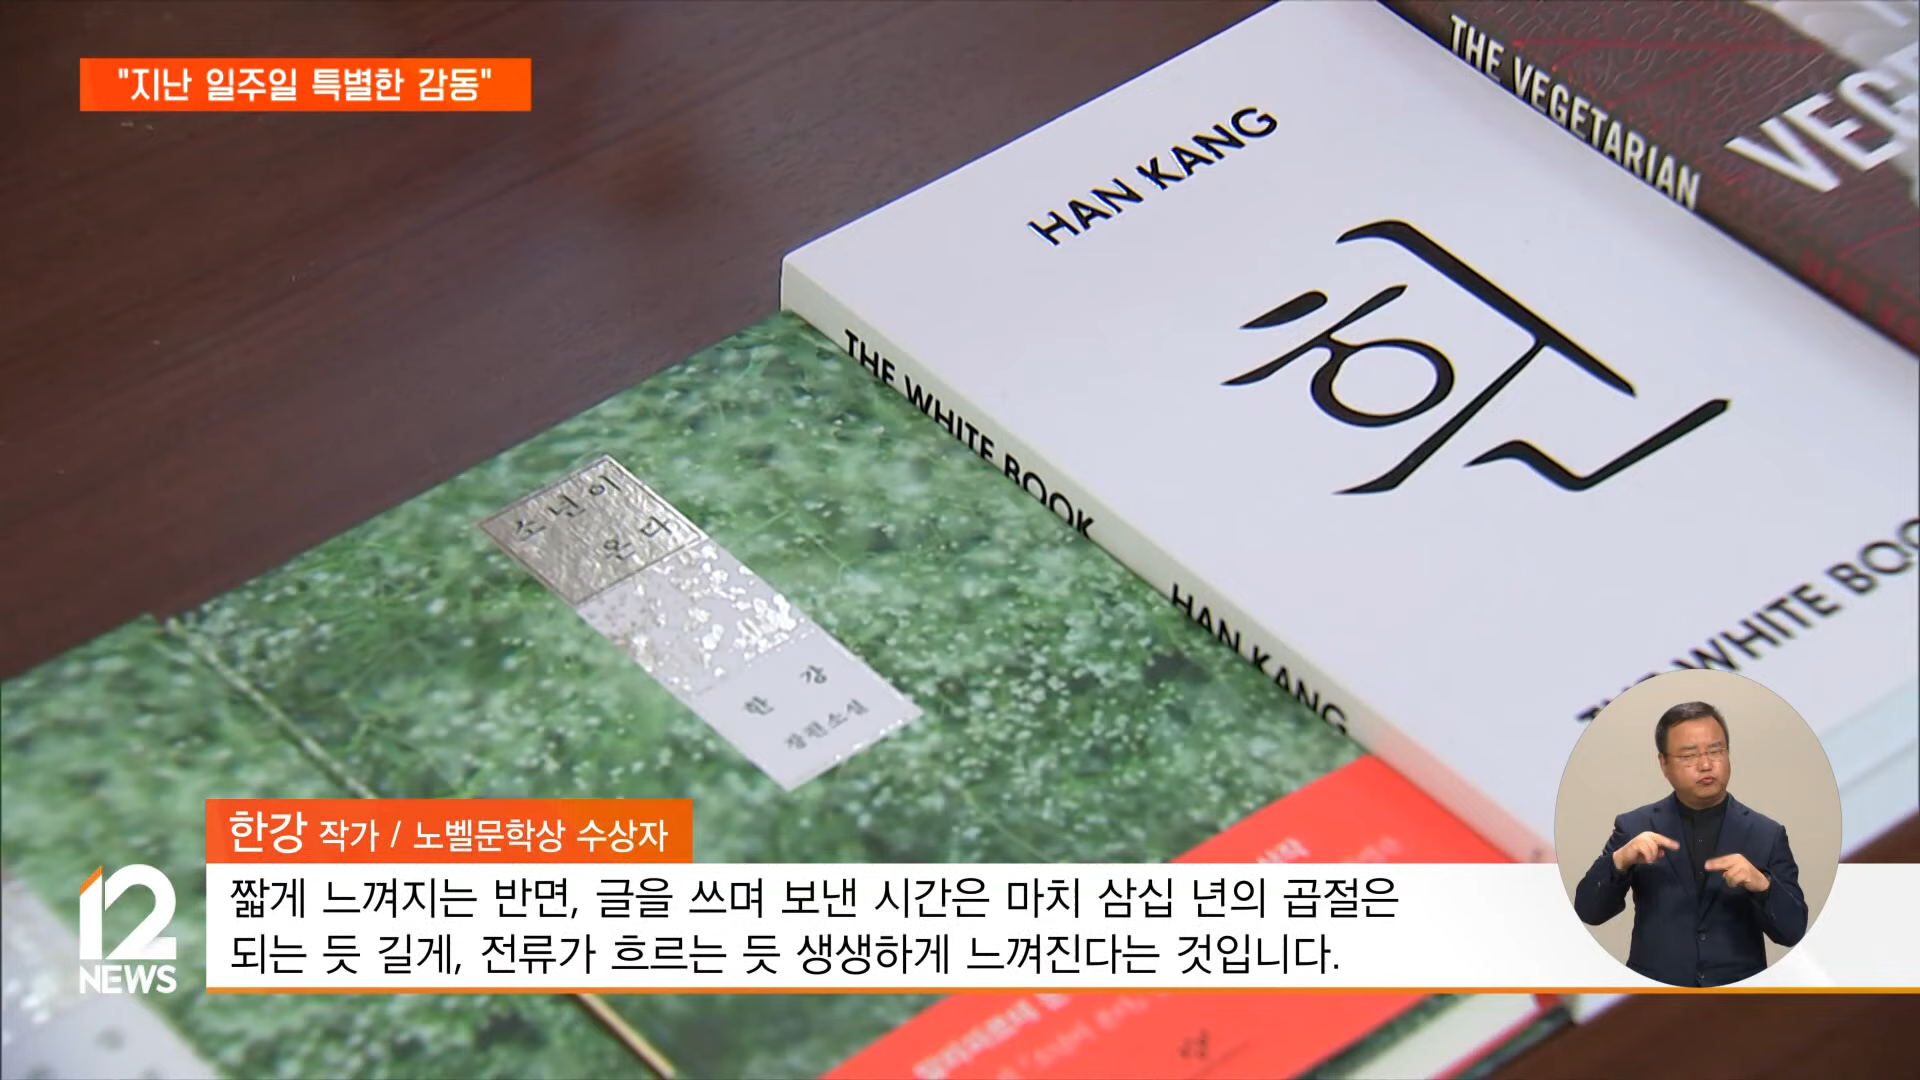 "지난 일주일 특별한 감동"
THE VEGETARIAN
HAN KANG
흰
THE WHITE BOOK
HAN KANG
WHITE
소년이
온다
한 강
장편소설
한강 작가 / 노벨문학상 수상자
짧게 느껴지는 반면, 글을 쓰며 보낸 시간은 마치 삼십 년의 곱절은
되는 듯 길게, 전류가 흐르는 듯 생생하게 느껴진다는 것입니다.
12
NEWS